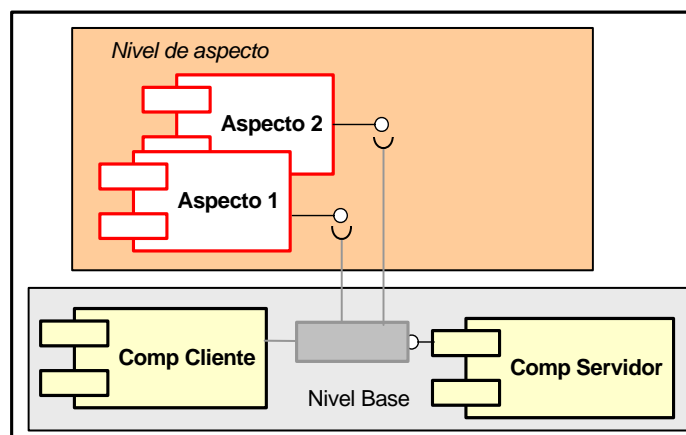 Nivel de aspecto
Aspecto 2
Aspecto 1
Comp Cliente
Comp Servidor
Nivel Base